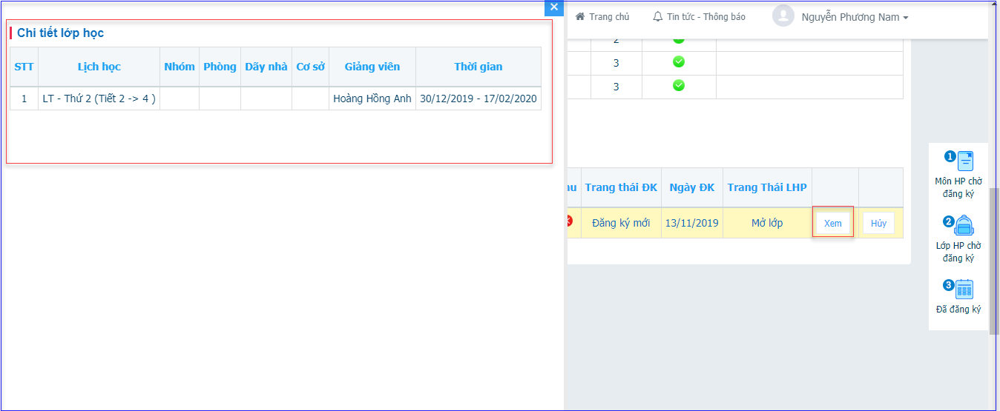 ×
Chi tiết lớp học
STT Lịch học Nhóm Phòng Dãy nhà Cơ sở Giảng viên Thời gian
1 LT - Thứ 2 (Tiết 2 -> 4 ) Hoàng Hồng Anh 30/12/2019 - 17/02/2020
Trang chủ Tin tức - Thông báo Nguyễn Phương Nam
2
3
3
Trang thái ĐK Ngày ĐK Trang Thái LHP
Đăng ký mới 13/11/2019 Mở lớp Xem Hủy
1
Môn HP chờ
đăng ký
2
Lớp HP chờ
đăng ký
3
Đã đăng ký